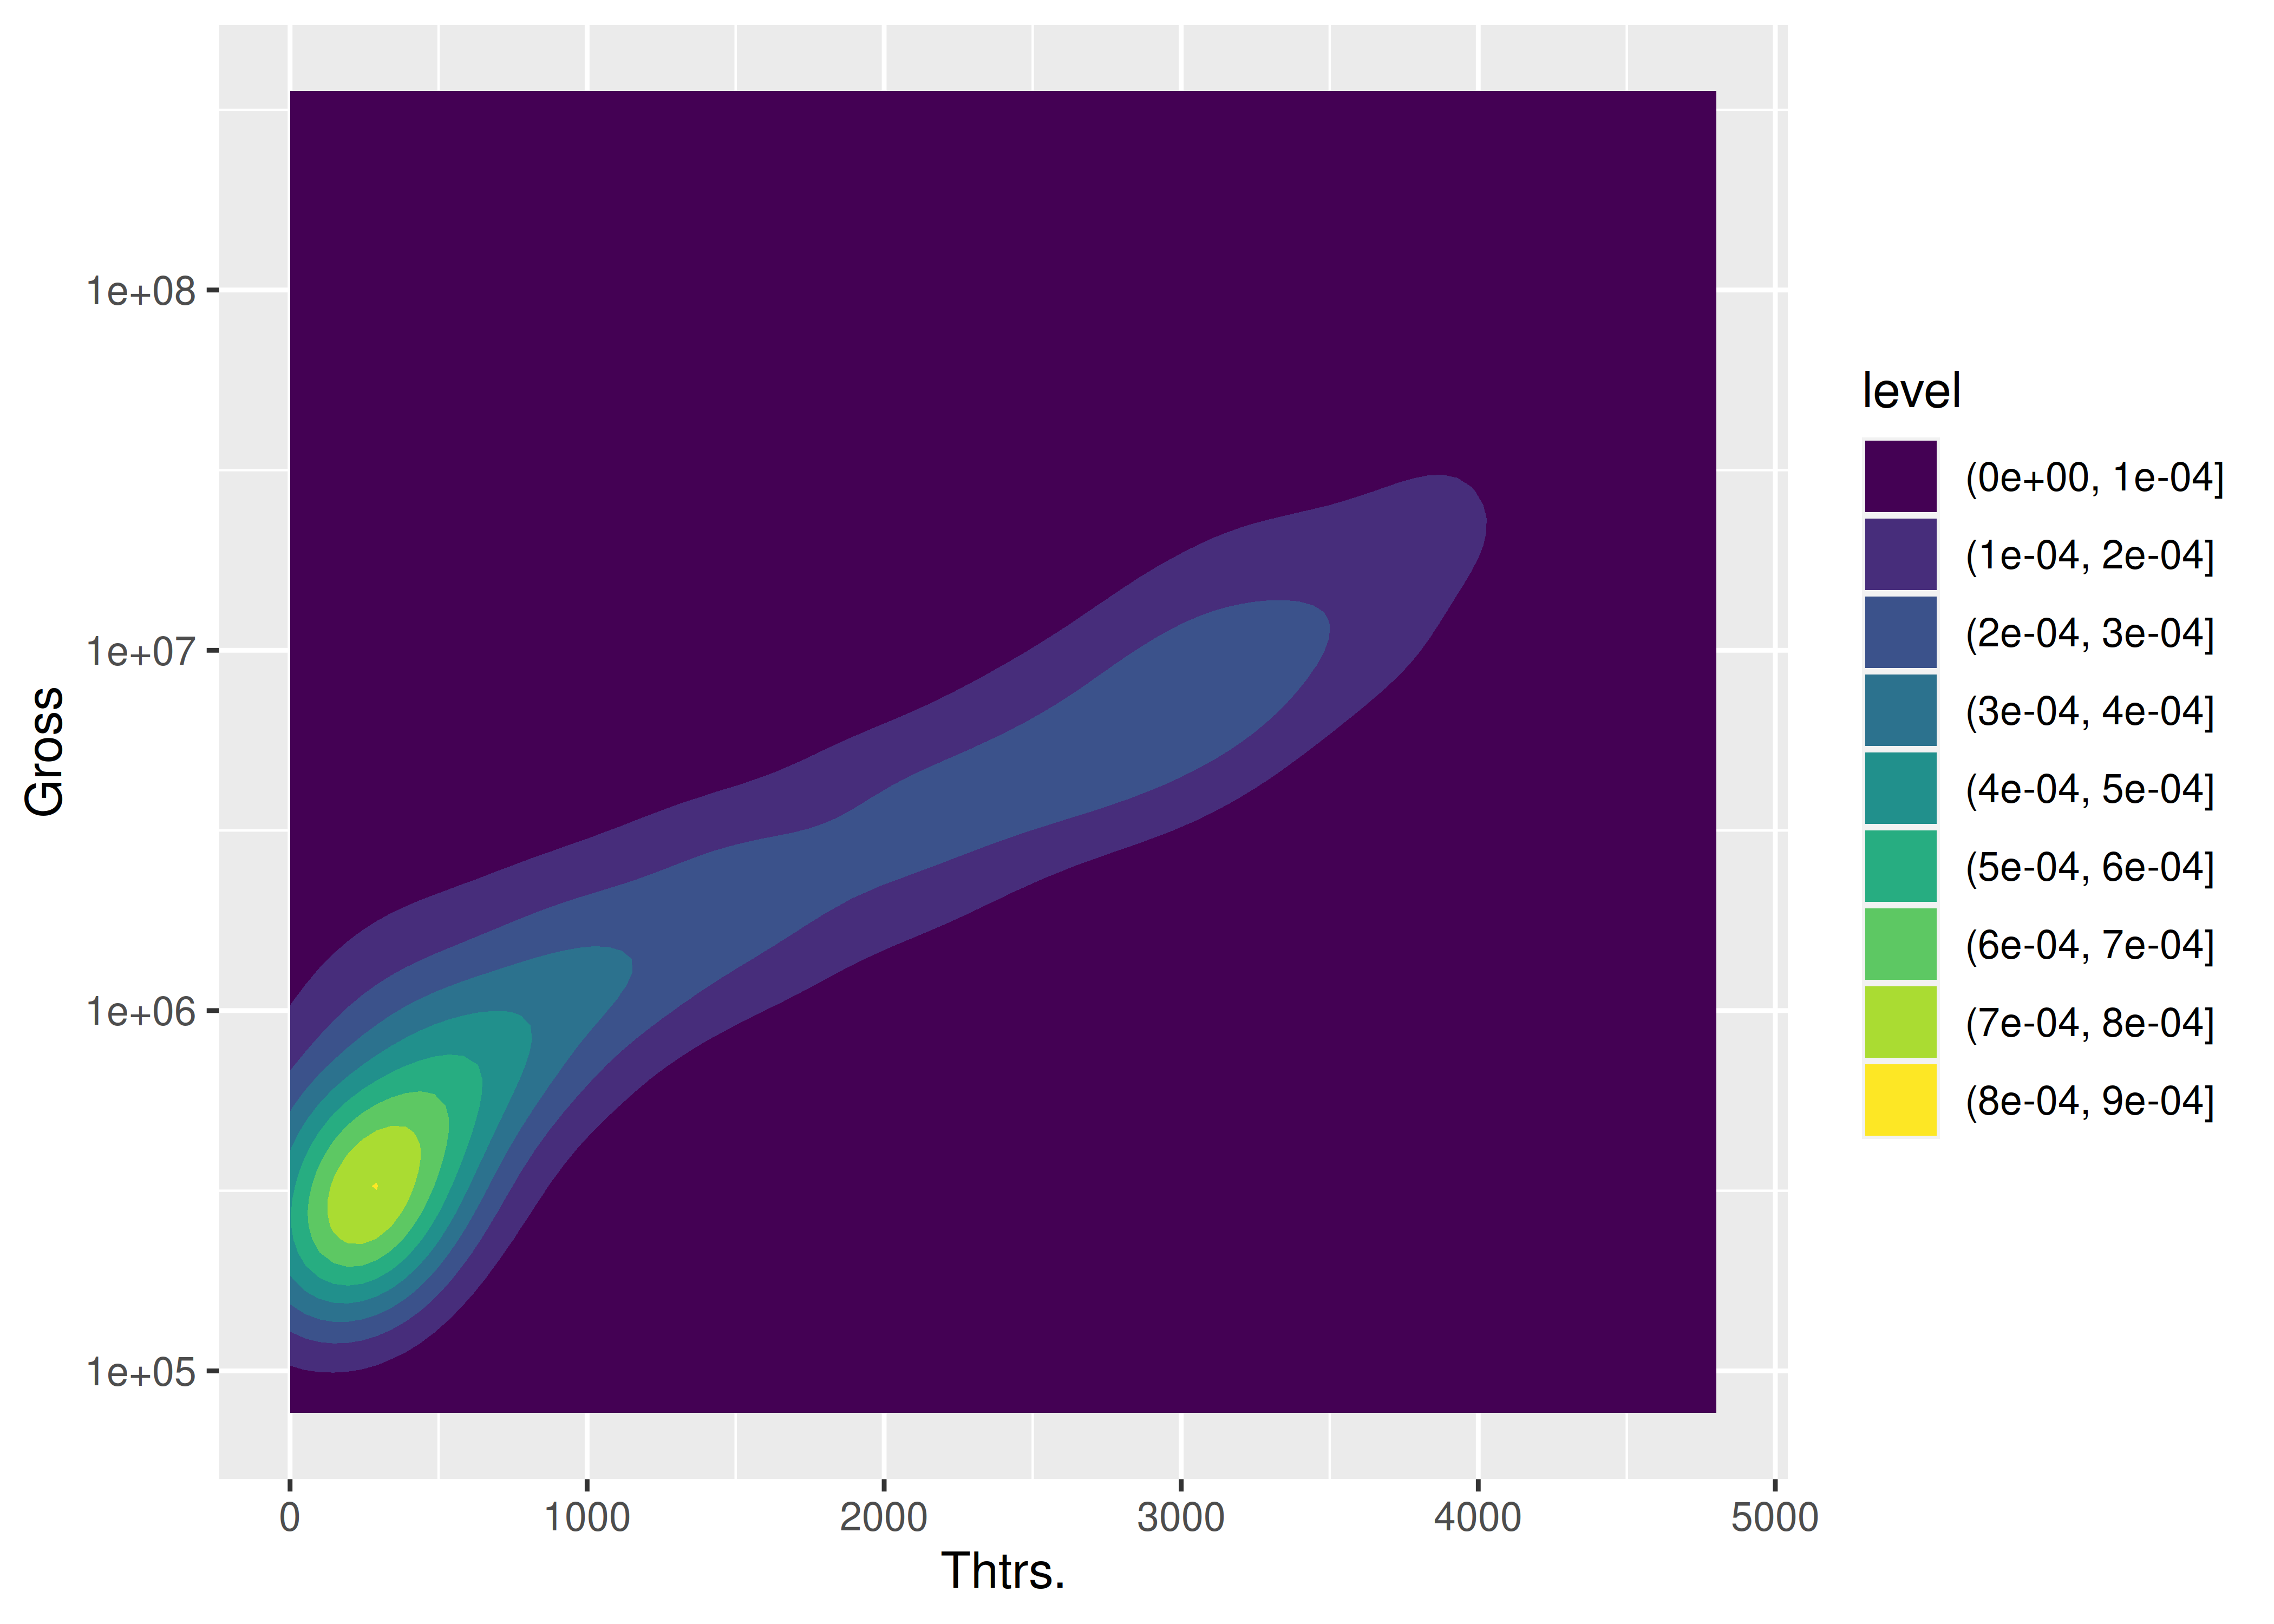 1e+08
1e+07
1e+06
1e+05
Gross
0 1000 2000 3000 4000 5000
Thtrs.
level
(0e+00, 1e-04]
(1e-04, 2e-04]
(2e-04, 3e-04]
(3e-04, 4e-04]
(4e-04, 5e-04]
(5e-04, 6e-04]
(6e-04, 7e-04]
(7e-04, 8e-04]
(8e-04, 9e-04]